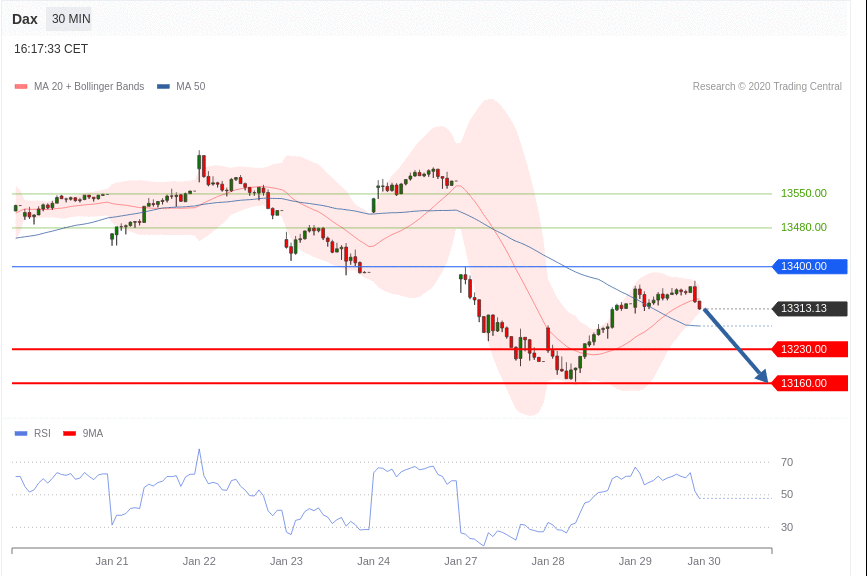 Dax 30 MIN
16:17:33 CET
MA 20 + Bollinger Bands MA 50 Research © 2020 Trading Central
13550.00
13480.00
13400.00
13313.13
13230.00
13160.00
RSI 9MA
70
50
30
Jan 21 Jan 22 Jan 23 Jan 24 Jan 27 Jan 28 Jan 29 Jan 30